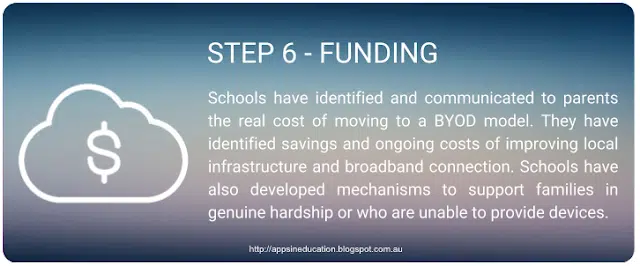 STEP 6 - FUNDING
Schools have identified and communicated to parents
the real cost of moving to a BYOD model. They have
identified savings and ongoing costs of improving local
infrastructure and broadband connection. Schools have
also developed mechanisms to support families in
genuine hardship or who are unable to provide devices.
$
http://appsineducation.blogspot.com.au